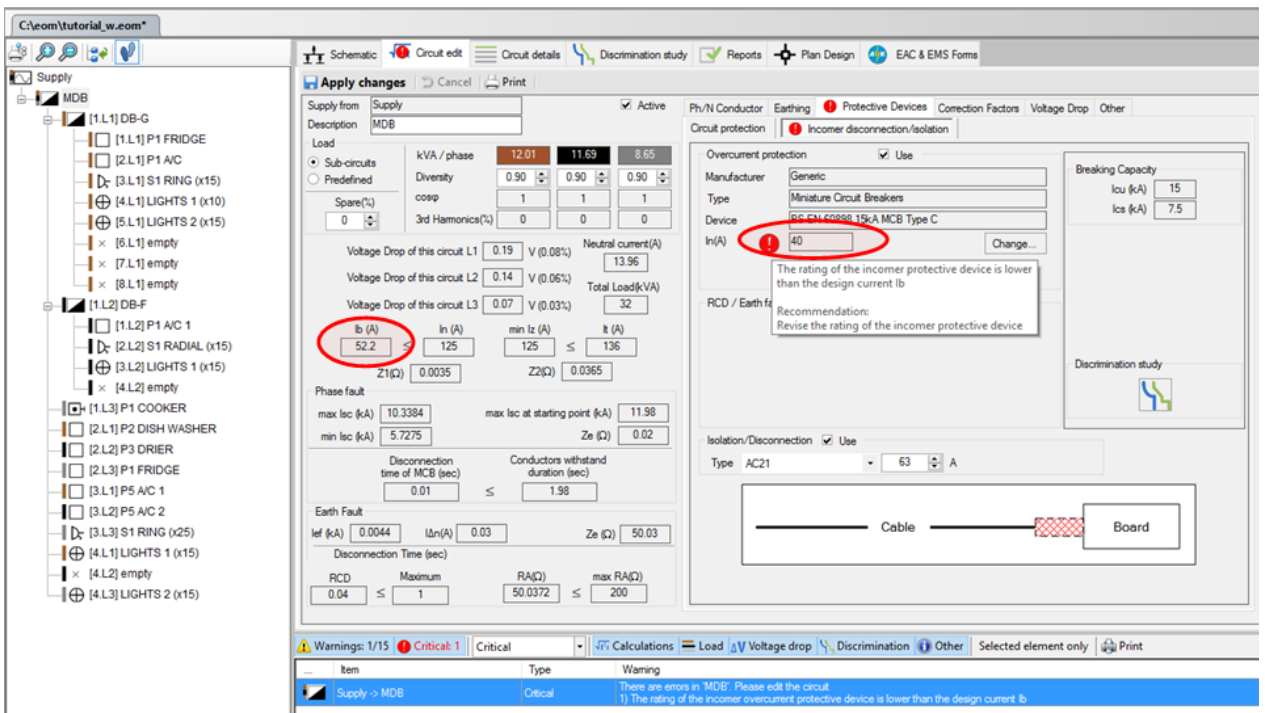 C:\eom\tutorial_w.eom*
Supply
MDB
[1.L1] DB-G
[1.L1] P1 FRIDGE
[2.L1] P1 A/C
[3.L1] S1 RING (x15)
[4.L1] LIGHTS 1 (x10)
[5.L1] LIGHTS 2 (x15)
[6.L1] empty
[7.L1] empty
[8.L1] empty
[1.L2] DB-F
[1.L2] P1 A/C 1
[2.L2] S1 RADIAL (x15)
[3.L2] LIGHTS 1 (x15)
[4.L2] empty
[1.L3] P1 COOKER
[2.L1] P2 DISH WASHER
[2.L2] P3 DRIER
[2.L3] P1 FRIDGE
[3.L1] P5 A/C 1
[3.L2] P5 A/C 2
[3.L3] S1 RING (x25)
[4.L1] LIGHTS 1 (x15)
[4.L2] empty
[4.L3] LIGHTS 2 (x15)
Schematic Circuit edit Circuit details Discrimination study Reports Plan Design EAC & EMS Forms
Apply changes Cancel Print
Supply from Supply Active
Description MDB
Load
Sub-circuits
Predefined
Spare(%)
0
kVA / phase 12.01 11.69 8.65
Diversity 0.90 0.90 0.90
cosφ 1 1 1
3rd Harmonics(%) 0 0 0
Voltage Drop of this circuit L1 0.19 V (0.08%)
Voltage Drop of this circuit L2 0.14 V (0.06%)
Voltage Drop of this circuit L3 0.07 V (0.03%)
Neutral current(A)
13.96
Total Load(kVA)
32
Ib (A) In (A) min Iz (A) It (A)
52.2 ≤ 125 125 ≤ 136
Z1(Ω) 0.0035 Z2(Ω) 0.0365
Phase fault
max Isc (kA) 10.3384 max Isc at starting point (kA) 11.98
min Isc (kA) 5.7275 Ze (Ω) 0.02
Disconnection
time of MCB (sec)
Conductors withstand
duration (sec)
0.01 ≤ 1.98
Earth Fault
Ief (kA) 0.0044 IΔn(A) 0.03 Ze (Ω) 50.03
Disconnection Time (sec)
RCD Maximum RA(Ω) max RA(Ω)
0.04 ≤ 1 50.0372 ≤ 200
Ph/N Conductor Earthing Protective Devices Correction Factors Voltage Drop Other
Circuit protection Incomer disconnection/isolation
Overcurrent protection Use
Manufacturer Generic
Type Miniature Circuit Breakers
Device BS EN 60898 15kA MCB Type C
In(A) 40 Change...
The rating of the incomer protective device is lower
than the design current Ib
Recommendation:
Revise the rating of the incomer protective device
RCD / Earth fa
Breaking Capacity
Icu (kA) 15
Ics (kA) 7.5
Discrimination study
Isolation/Disconnection Use
Type AC21 63 A
Cable Board
Warnings: 1/15 Critical: 1 Critical Calculations Load ΔV Voltage drop Discrimination Other Selected element only Print
... Item Type Warning
Supply -> MDB Critical There are errors in 'MDB'. Please edit the circuit
1) The rating of the incomer overcurrent protective device is lower than the design current Ib